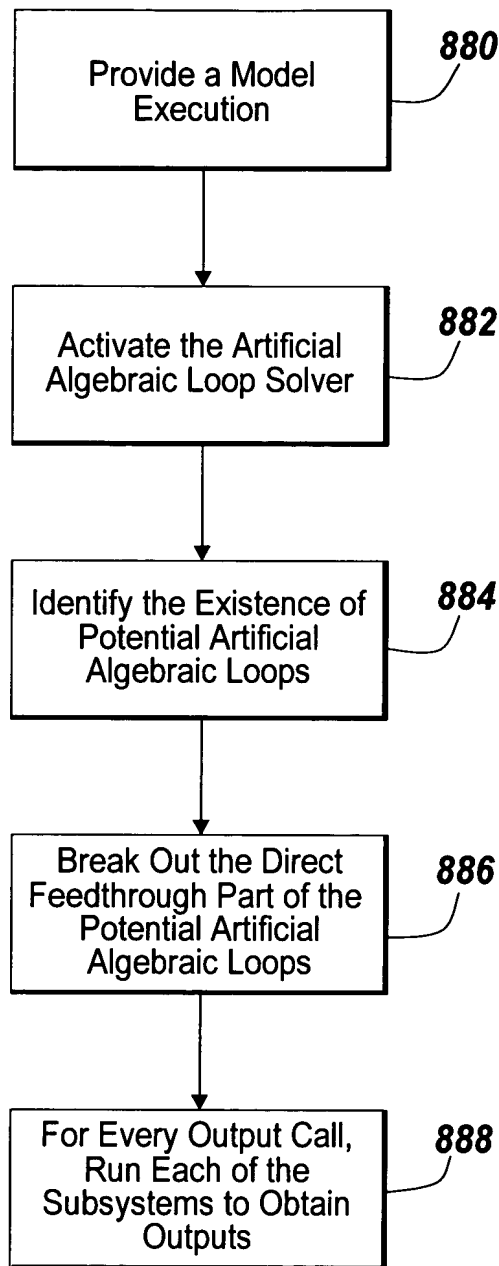 Provide a Model
Execution
880
Activate the Artificial
Algebraic Loop Solver
882
Identify the Existence of
Potential Artificial
Algebraic Loops
884
Break Out the Direct
Feedthrough Part of the
Potential Artificial
Algebraic Loops
886
For Every Output Call,
Run Each of the
Subsystems to Obtain
Outputs
888